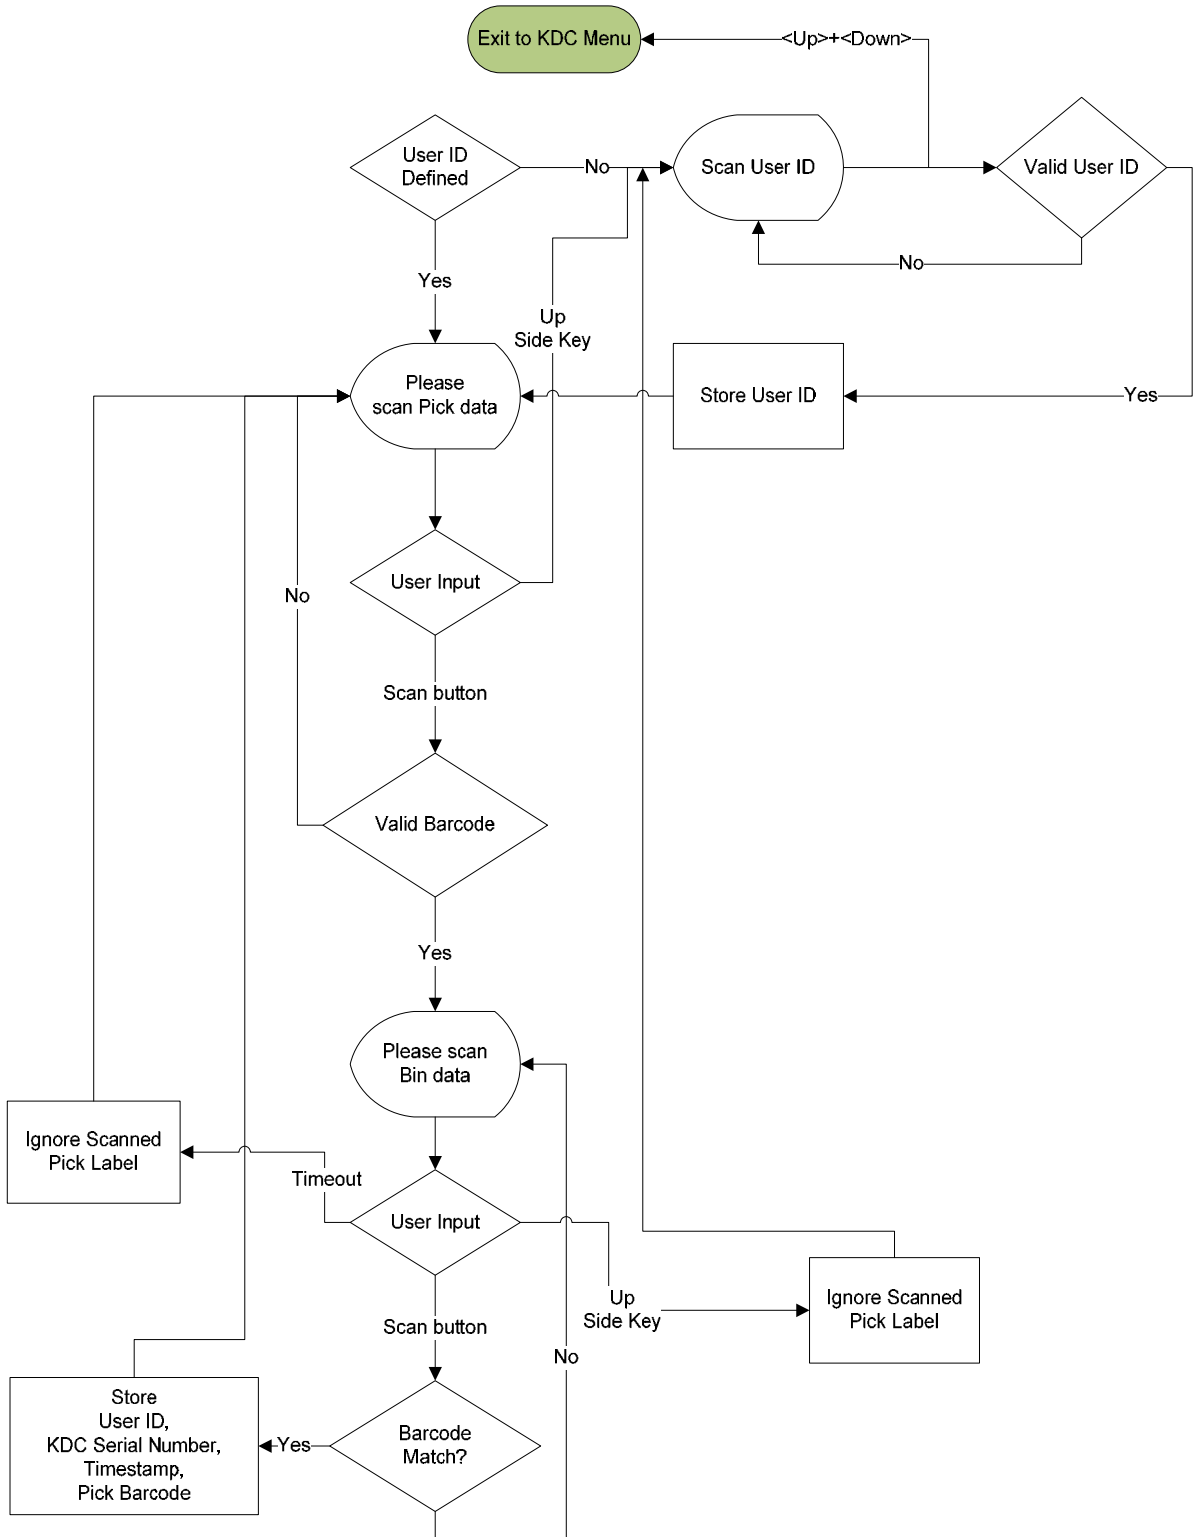 Exit to KDC Menu
<Up>+<Down>
User ID
Defined
No
Scan User ID
Valid User ID
No
Yes
Up
Side Key
Please
scan Pick data
Store User ID
Yes
User Input
No
Scan button
Valid Barcode
Yes
Please scan
Bin data
Ignore Scanned
Pick Label
Timeout
User Input
Up
Side Key
Ignore Scanned
Pick Label
Scan button
No
Store
User ID,
KDC Serial Number,
Timestamp,
Pick Barcode
Yes
Barcode
Match?